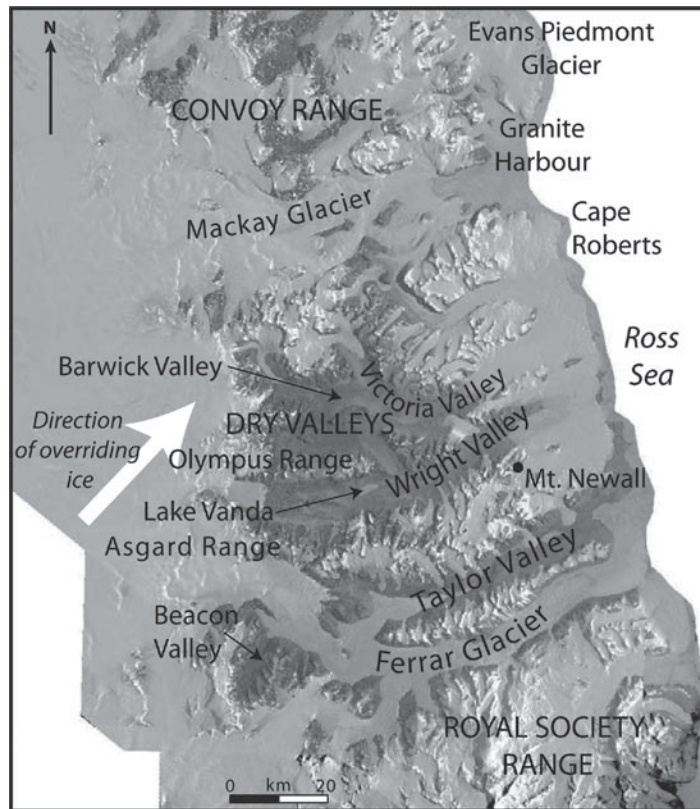 N
Evans Piedmont
Glacier
CONVOY RANGE
Granite
Harbour
Mackay Glacier
Cape
Roberts
Ross
Sea
Barwick Valley
Victoria Valley
Direction
of overriding
ice
DRY VALLEYS
Olympus Range
Wright Valley
Mt. Newall
Lake Vanda
Asgard Range
Taylor Valley
Beacon
Valley
Ferrar Glacier
ROYAL SOCIETY
RANGE
0 km 20